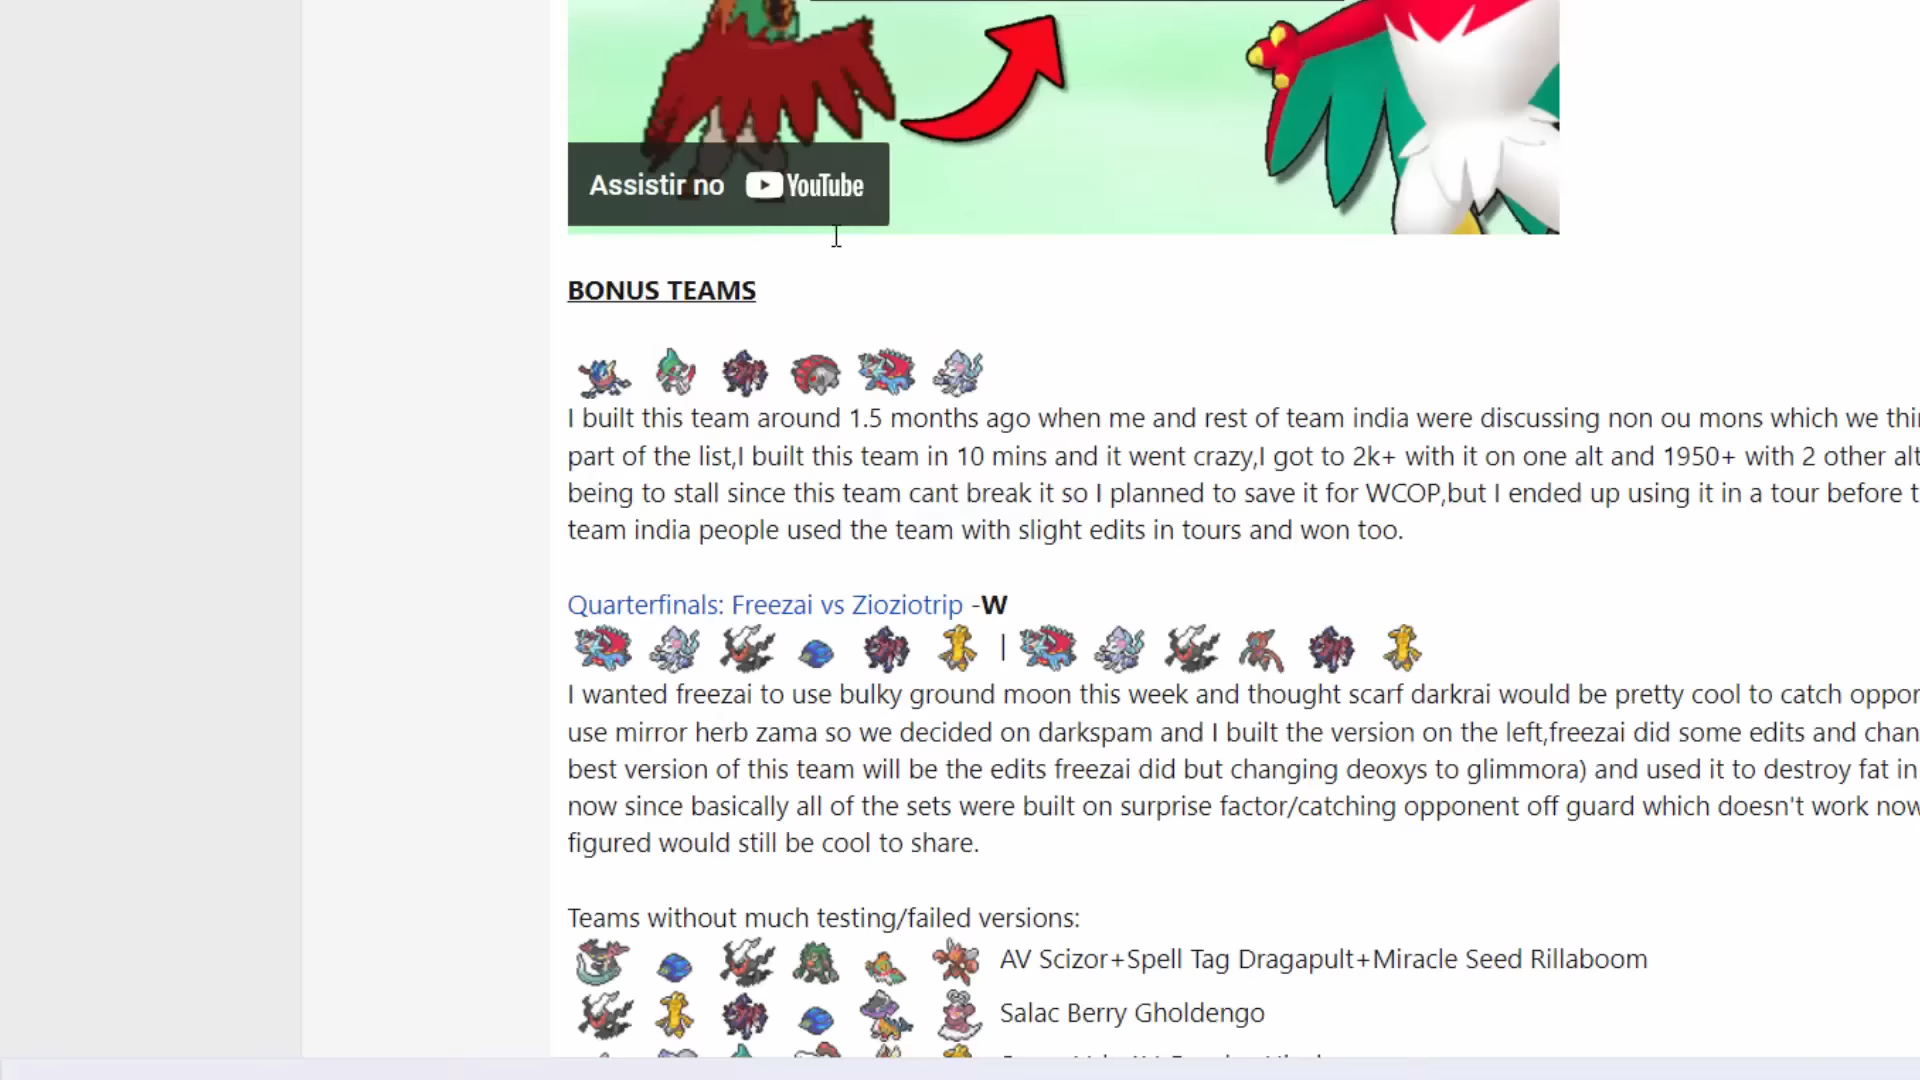 Assistir no YouTube
BONUS TEAMS
I built this team around 1.5 months ago when me and rest of team india were discussing non ou mons which we
part of the list,I built this team in 10 mins and it went crazy,I got to 2k+ with it on one alt and 1950+ with 2 other
being to stall since this team cant break it so I planned to save it for WCOP,but I ended up using it in a tour before
team india people used the team with slight edits in tours and won too.
Quarterfinals: Freezai vs Zioziotrip -W
|
I wanted freezai to use bulky ground moon this week and thought scarf darkrai would be pretty cool to catch
use mirror herb zama so we decided on darkspam and I built the version on the left,freezai did some edits and
best version of this team will be the edits freezai did but changing deoxys to glimmora) and used it to destroy fat in
now since basically all of the sets were built on surprise factor/catching opponent off guard which doesn't work now
figured would still be cool to share.
Teams without much testing/failed versions:
AV Scizor+Spell Tag Dragapult+Miracle Seed Rillaboom
Salac Berry Gholdengo